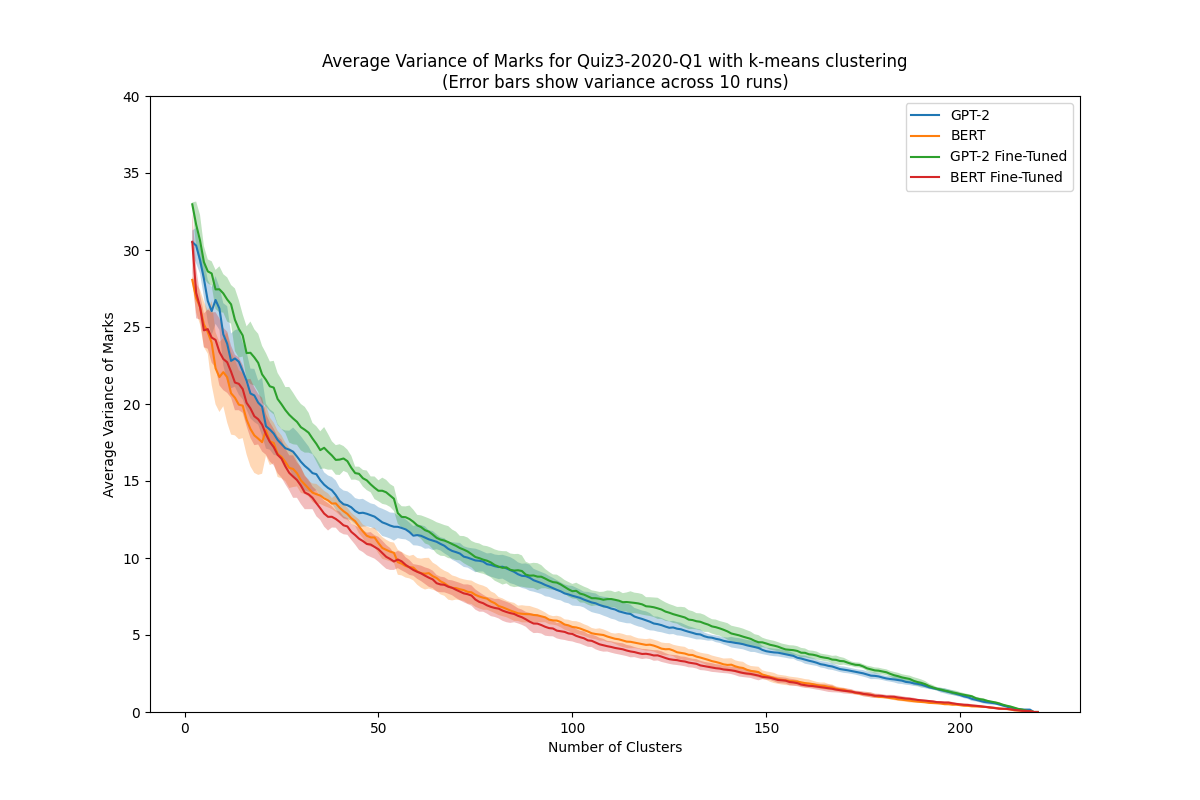 Average Variance of Marks for Quiz3-2020-Q1 with k-means clustering
(Error bars show variance across 10 runs)
GPT-2
BERT
GPT-2 Fine-Tuned
BERT Fine-Tuned
Average Variance of Marks
40
35
30
25
20
15
10
5
0
0 50 100 150 200
Number of Clusters